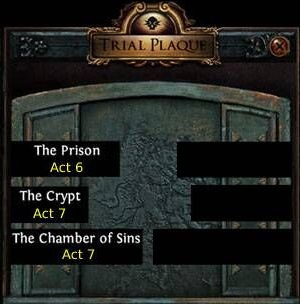 TRIAL PLAQUE
The Prison
Act 6
The Crypt
Act 7
The Chamber of Sins
Act 7